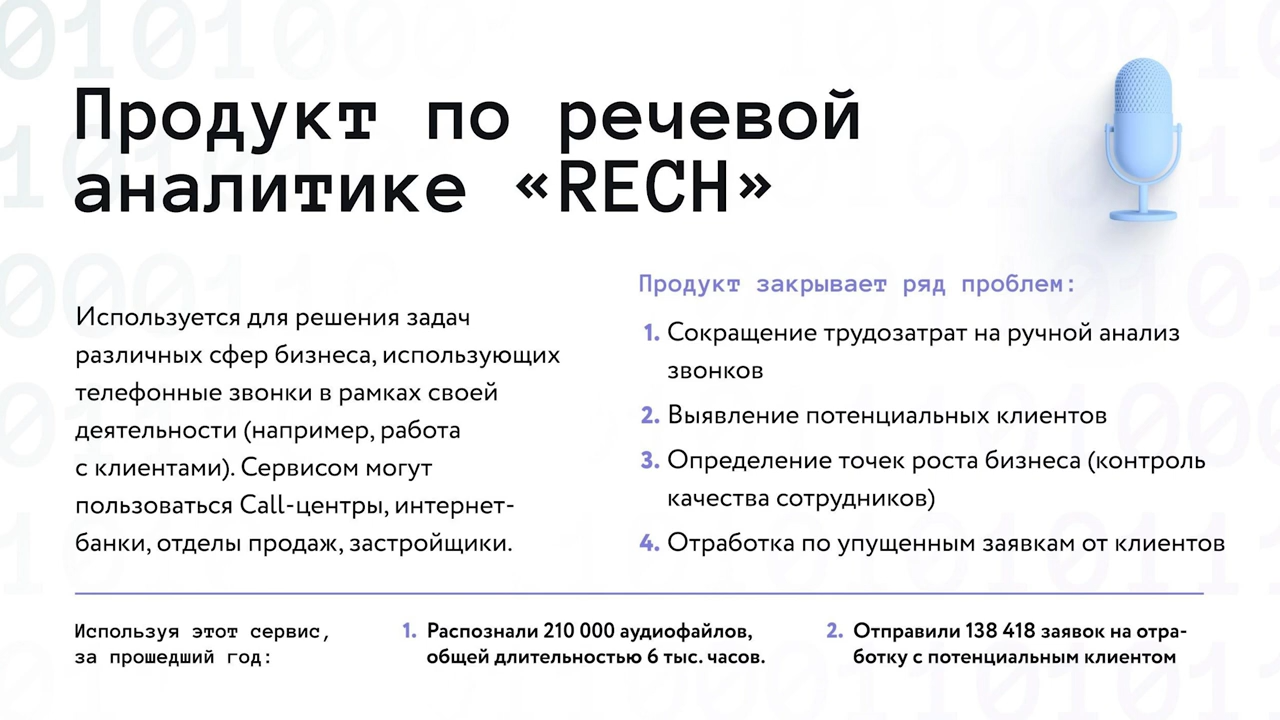 Продукт по речевой
аналитике «RECH»
Используется для решения задач
различных сфер бизнеса, использующих
телефонные звонки в рамках своей
деятельности (например, работа
с клиентами). Сервисом могут
пользоваться Call-центры, интернет-
банки, отделы продаж, застройщики.
Продукт закрывает ряд проблем:
1. Сокращение трудозатрат на ручной анализ
звонков
2. Выявление потенциальных клиентов
3. Определение точек роста бизнеса (контроль
качества сотрудников)
4. Отработка по упущенным заявкам от клиентов
Используя этот сервис,
за прошедший год:
1. Распознали 210 000 аудиофайлов,
общей длительностью 6 тыс. часов.
2. Отправили 138 418 заявок на отра-
ботку с потенциальным клиентом